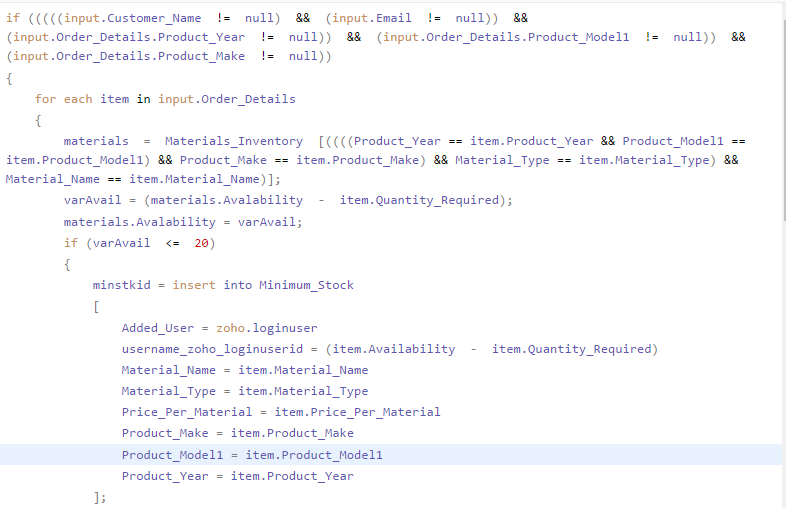 if (((((input.Customer_Name != null) && (input.Email != null)) &&
(input.Order_Details.Product_Year != null)) && (input.Order_Details.Product_Model1 != null)) &&
(input.Order_Details.Product_Make != null))
{
for each item in input.Order_Details
{
materials = Materials_Inventory [((((Product_Year == item.Product_Year && Product_Model1 ==
item.Product_Model1) && Product_Make == item.Product_Make) && Material_Type == item.Material_Type) &&
Material_Name == item.Material_Name)];
varAvail = (materials.Avalability - item.Quantity_Required);
materials.Avalability = varAvail;
if (varAvail <= 20)
{
minstkid = insert into Minimum_Stock
[
Added_User = zoho.loginuser
username_zoho_loginuserid = (item.Availability - item.Quantity_Required)
Material_Name = item.Material_Name
Material_Type = item.Material_Type
Price_Per_Material = item.Price_Per_Material
Product_Make = item.Product_Make
Product_Model1 = item.Product_Model1
Product_Year = item.Product_Year
];